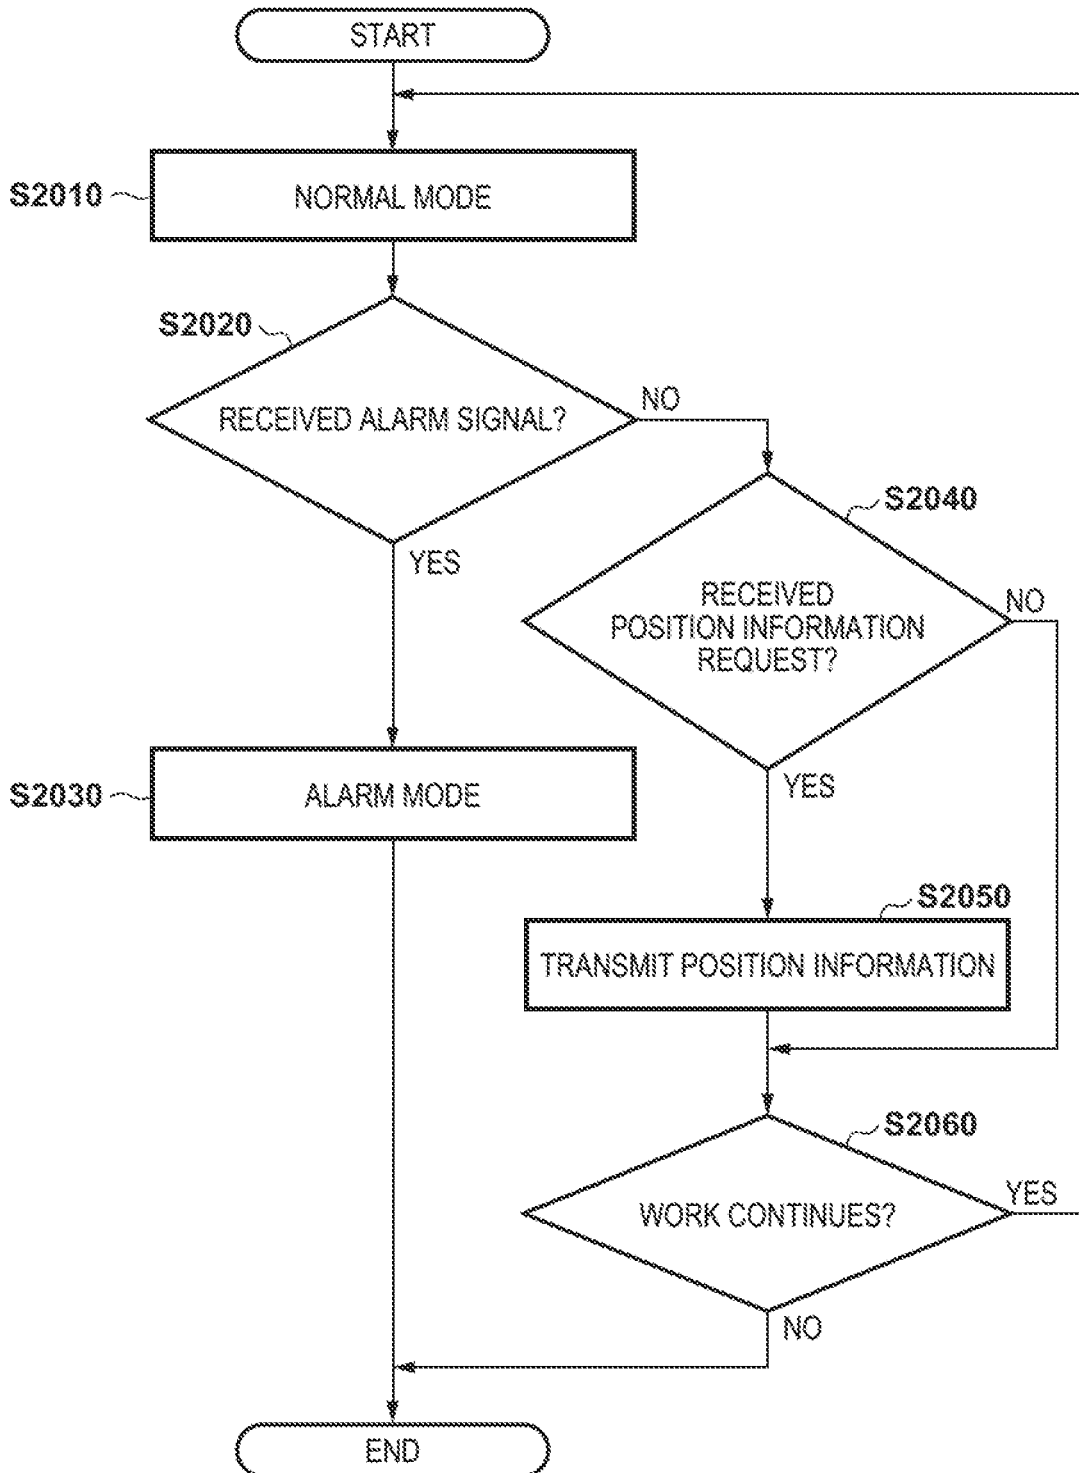 START
S2010
NORMAL MODE
S2020
RECEIVED ALARM SIGNAL?
NO
YES
S2040
RECEIVED
POSITION INFORMATION
REQUEST?
NO
YES
S2030
ALARM MODE
S2050
TRANSMIT POSITION INFORMATION
S2060
WORK CONTINUES?
YES
NO
END